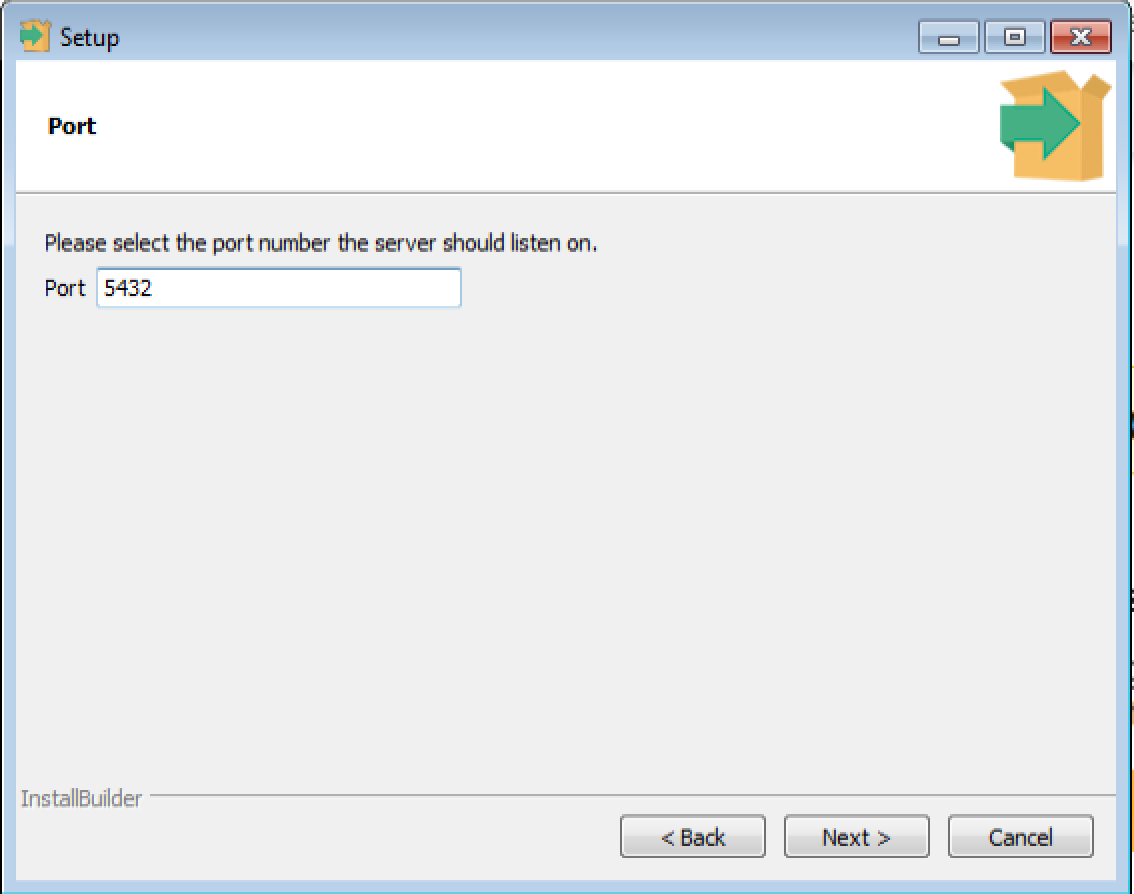 Setup
Port
Please select the port number the server should listen on.
Port 5432
InstallBuilder
< Back Next > Cancel